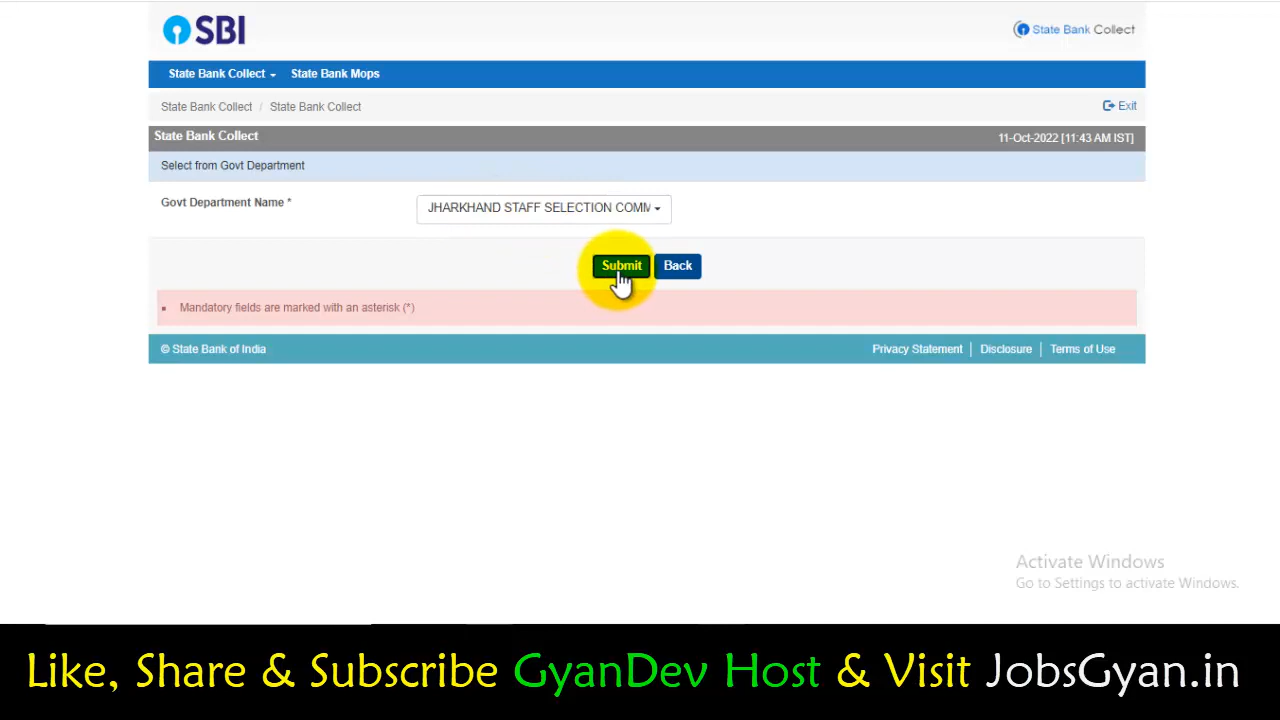 SBI
State Bank Collect
State Bank Collect State Bank Mops
State Bank Collect / State Bank Collect
Exit
State Bank Collect
11-Oct-2022 [11:43 AM IST]
Select from Govt Department
Govt Department Name *
JHARKHAND STAFF SELECTION COMM
Submit Back
Mandatory fields are marked with an asterisk (*)
© State Bank of India
Privacy Statement | Disclosure | Terms of Use
Activate Windows
Go to Settings to activate Windows.
Like, Share & Subscribe GyanDev Host & Visit JobsGyan.in